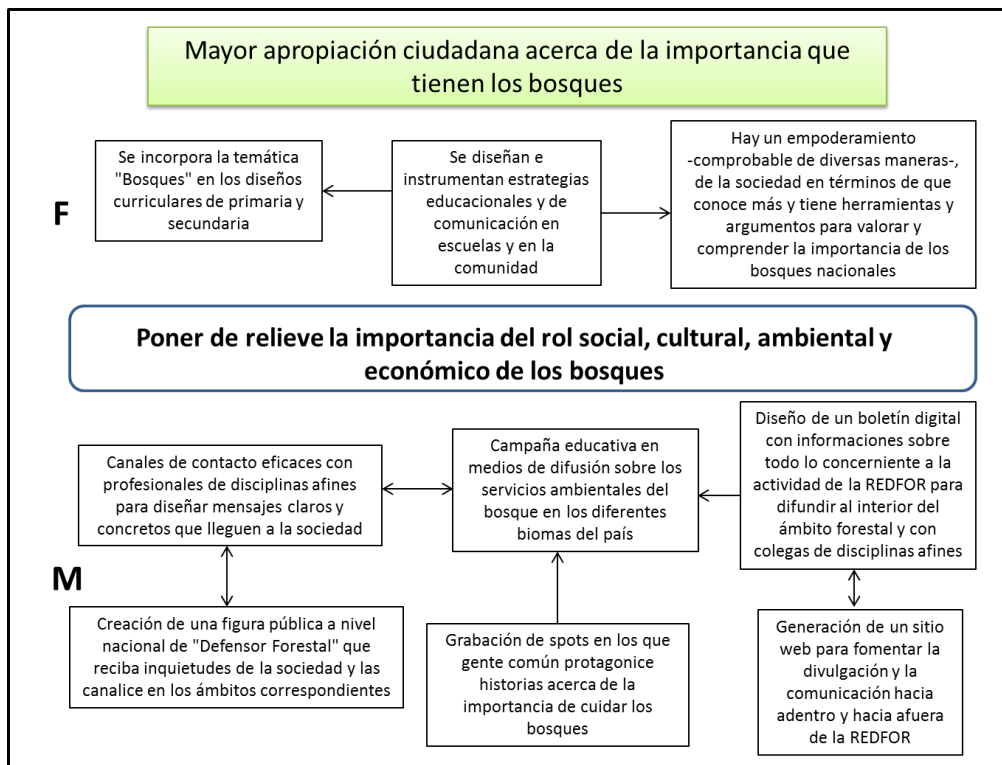 Mayor apropiación ciudadana acerca de la importancia que
tienen los bosques
F
Se incorpora la temática
"Bosques" en los diseños
curriculares de primaria y
secundaria
Se diseñan e
instrumentan estrategias
educacionales y de
comunicación en
escuelas y en la
comunidad
Hay un empoderamiento
-comprobable de diversas maneras-,
de la sociedad en términos de que
conoce más y tiene herramientas y
argumentos para valorar y
comprender la importancia de los
bosques nacionales
Poner de relieve la importancia del rol social, cultural, ambiental y
económico de los bosques
M
Canales de contacto eficaces con
profesionales de disciplinas afines
para diseñar mensajes claros y
concretos que lleguen a la sociedad
Campaña educativa en
medios de difusión sobre los
servicios ambientales del
bosque en los diferentes
biomas del país
Diseño de un boletín digital
con informaciones sobre
todo lo concerniente a la
actividad de la REDFOR para
difundir al interior del
ámbito forestal y con
colegas de disciplinas afines
Creación de una figura pública a nivel
nacional de "Defensor Forestal" que
reciba inquietudes de la sociedad y las
canalice en los ámbitos correspondientes
Grabación de spots en los que
gente común protagonice
historias acerca de la
importancia de cuidar los
bosques
Generación de un sitio
web para fomentar la
divulgación y la
comunicación hacia
adentro y hacia afuera
de la REDFOR